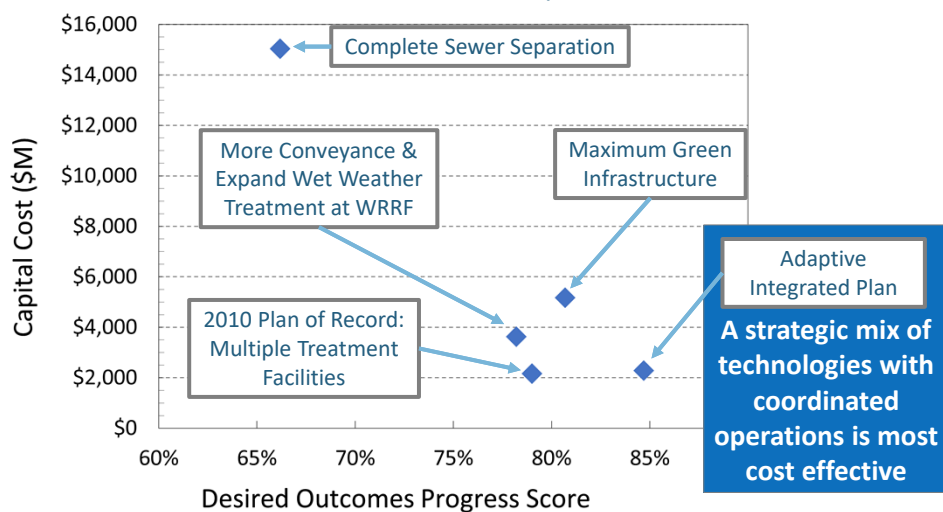 $16,000
$14,000
$12,000
$10,000
$8,000
$6,000
$4,000
$2,000
$0
Capital Cost ($M)
Complete Sewer Separation
More Conveyance &
Expand Wet Weather
Treatment at WRRF
Maximum Green
Infrastructure
2010 Plan of Record:
Multiple Treatment
Facilities
Adaptive
Integrated Plan
A strategic mix of
technologies with
coordinated
operations is most
cost effective
60%
65%
70%
75%
80%
85%
Desired Outcomes Progress Score